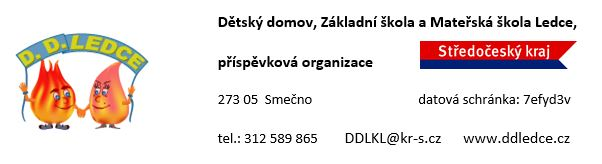 D. D. LEDCE
Dětský domov, Základní škola a Mateřská škola Ledce,
příspěvková organizace
Středočeský kraj
273 05 Smečno datová schránka: 7efyd3v
tel.: 312 589 865 DDLKL@kr-s.cz www.ddledce.cz